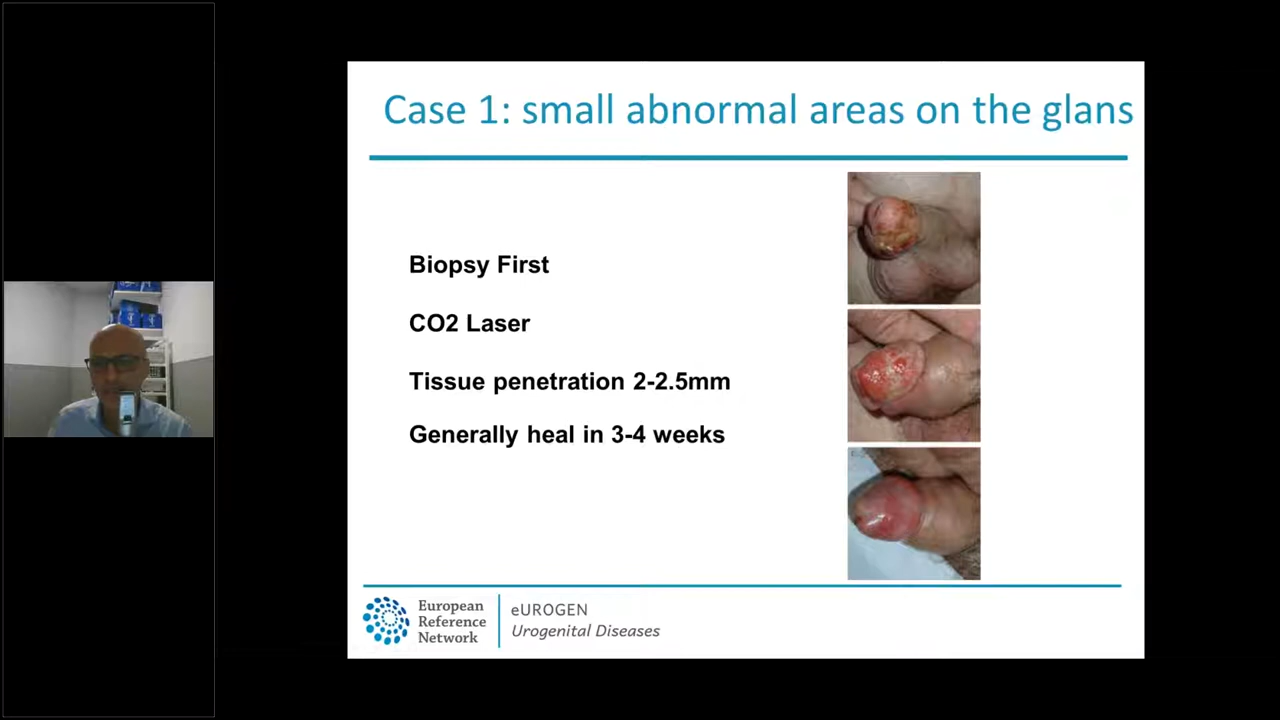 Case 1: small abnormal areas on the glans
Biopsy First
CO2 Laser
Tissue penetration 2-2.5mm
Generally heal in 3-4 weeks
European
Reference
Network
eUROGEN
Urogenital Diseases